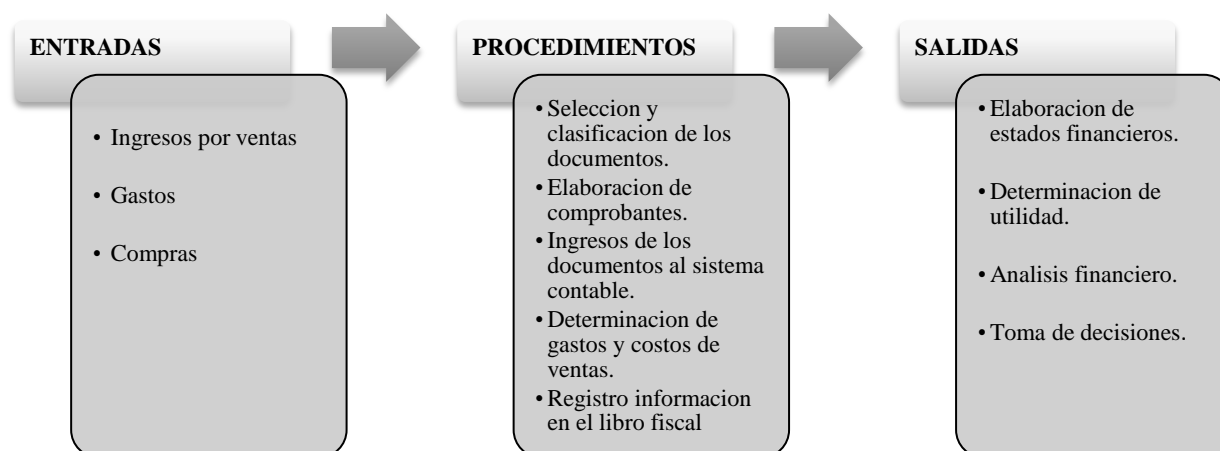 ENTRADAS
• Ingresos por ventas
• Gastos
• Compras
PROCEDIMIENTOS
• Seleccion y
clasificacion de los
documentos.
• Elaboracion de
comprobantes.
• Ingresos de los
documentos al sistema
contable.
• Determinacion de
gastos y costos de
ventas.
• Registro informacion
en el libro fiscal
SALIDAS
• Elaboracion de
estados financieros.
• Determinacion de
utilidad.
• Analisis financiero.
• Toma de decisiones.